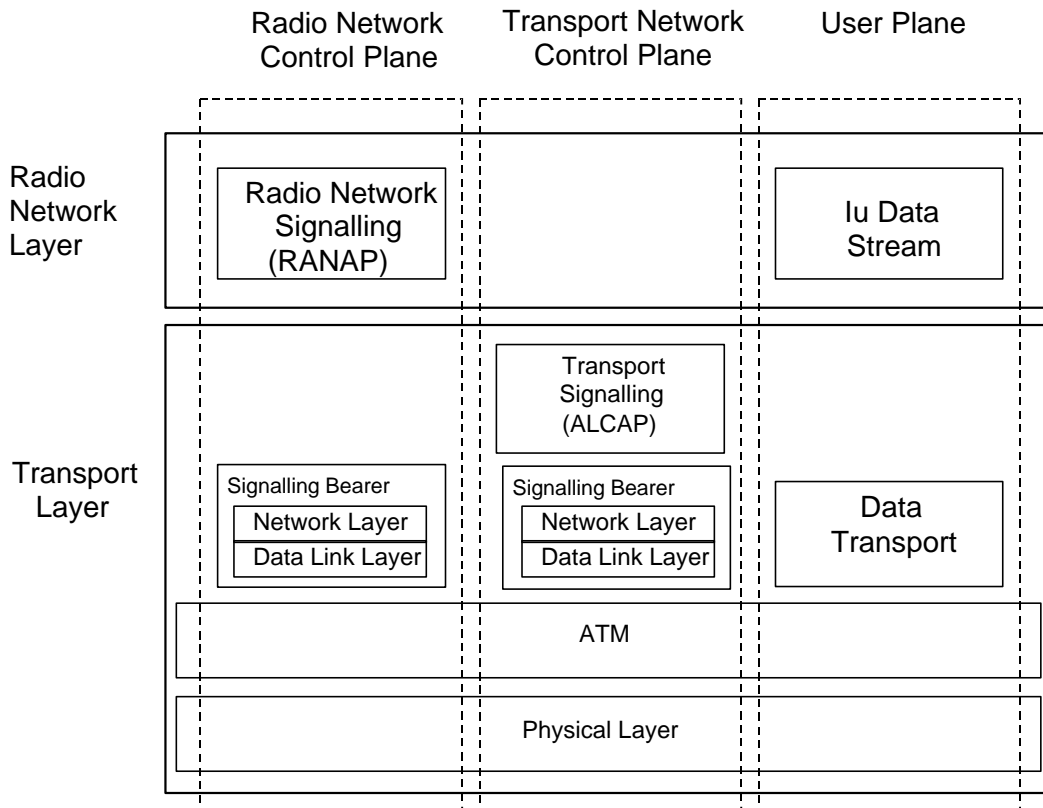 Radio Network
Control Plane
Transport Network
Control Plane
User Plane
Radio
Network
Layer
Radio Network
Signalling
(RANAP)
Iu Data
Stream
Transport
Layer
Transport
Signalling
(ALCAP)
Signalling Bearer
Network Layer
Data Link Layer
Signalling Bearer
Network Layer
Data Link Layer
Data
Transport
ATM
Physical Layer